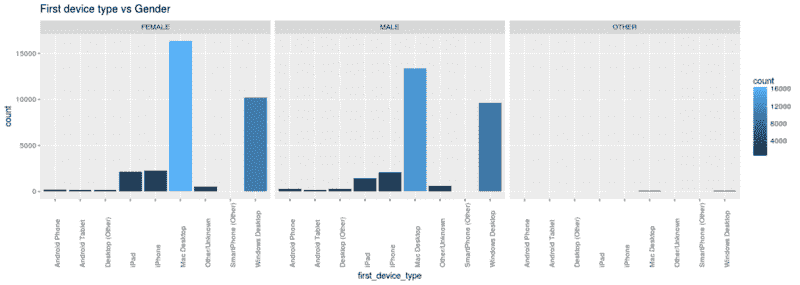 First device type vs Gender
FEMALE
MALE
OTHER
count
15000
10000
5000
0
Android Phone
Android Tablet
Desktop (Other)
iPad
iPhone
Mac Desktop
Other/Unknown
SmartPhone (Other)
Windows Desktop
Android Phone
Android Tablet
Desktop (Other)
iPad
iPhone
Mac Desktop
Other/Unknown
SmartPhone (Other)
Windows Desktop
Android Phone
Android Tablet
Desktop (Other)
iPad
iPhone
Mac Desktop
Other/Unknown
SmartPhone (Other)
Windows Desktop
first_device_type
count
16000
12000
8000
4000